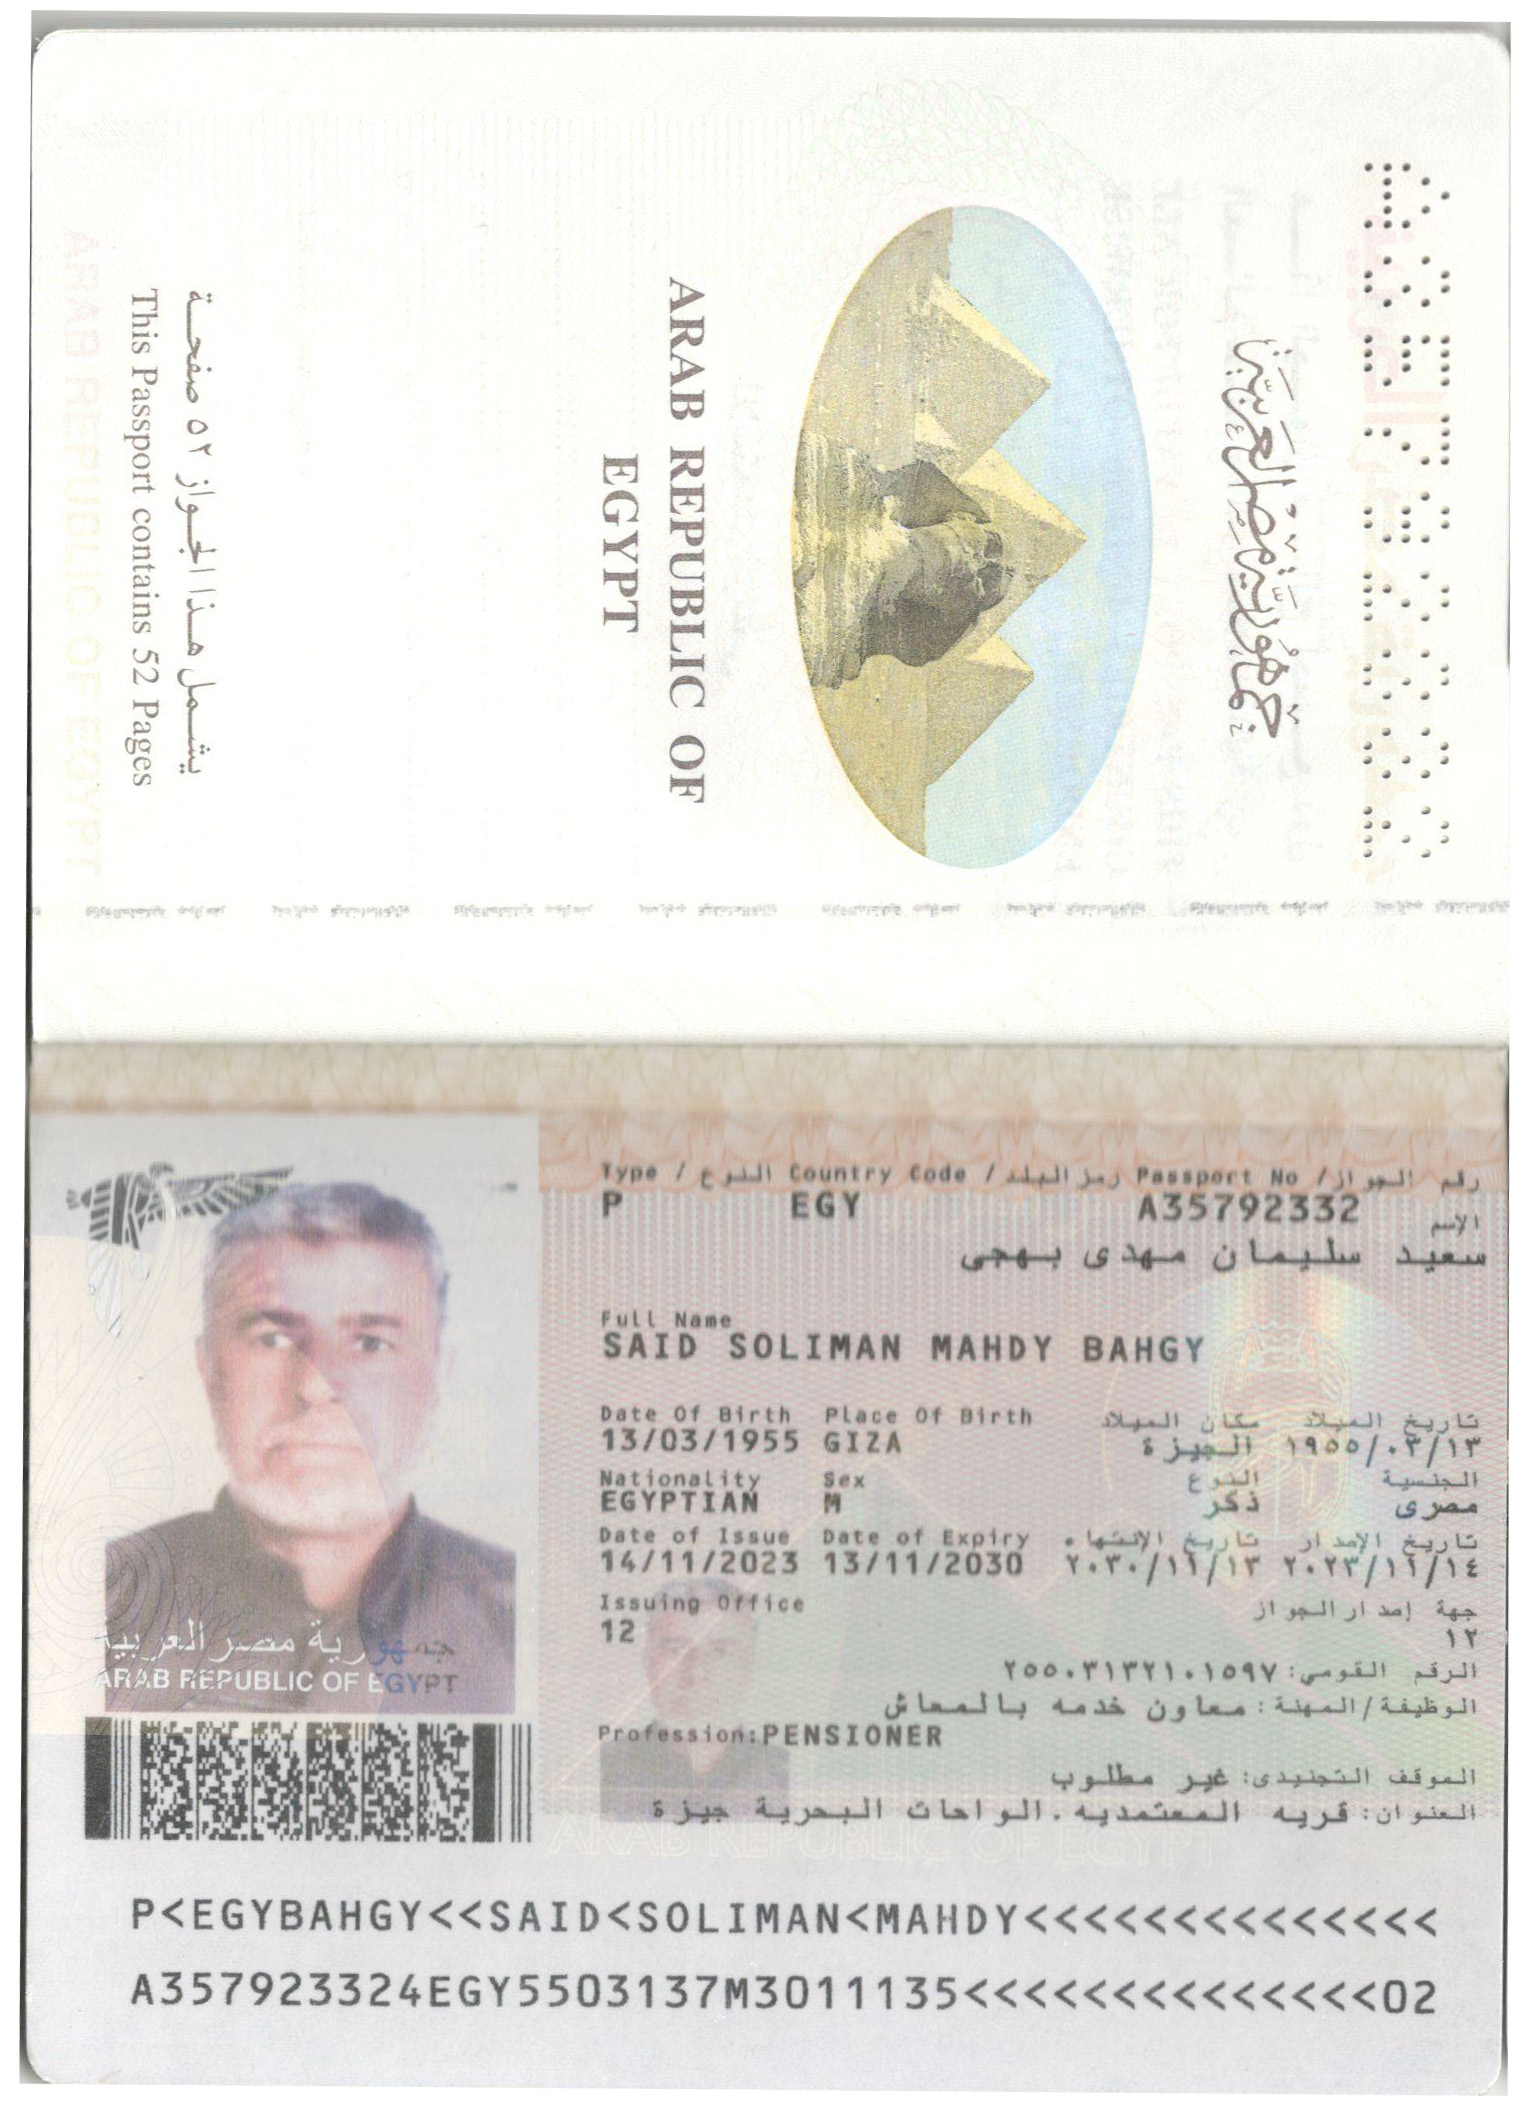 A35792332
جمهورية مصر العربية
ARAB REPUBLIC OF
EGYPT
يشمل هذا الجواز ٥٢ صفحة
This Passport contains 52 Pages
ARAB REPUBLIC OF EGYPT
Type / النوع Country Code / رمز البلد Passport No / رقم الجواز
P EGY A35792332
الإسم
سعيد سليمان مهدى بهجى
Full Name
SAID SOLIMAN MAHDY BAHGY
Date Of Birth Place Of Birth مكان الميلاد تاريخ الميلاد
13/03/1955 GIZA الجيزة ١٩٥٥/٠٣/١٣
Nationality Sex النوع الجنسية
EGYPTIAN M ذكر مصرى
Date of Issue Date of Expiry تاريخ الإنتهاء تاريخ الإصدار
14/11/2023 13/11/2030 ٢٠٣٠/١١/١٣ ٢٠٢٣/١١/١٤
Issuing Office جهة إصدار الجواز
12 ١٢
الرقم القومي: ٢٥٥٠٣١٣٢١٠١٥٩٧
الوظيفة/المهنة: معاون خدمه بالمعاش
Profession: PENSIONER
الموقف التجنيدى: غير مطلوب
العنوان: قريه المعتمديه.الواحات البحرية جيزة
جمهورية مصر العربية
ARAB REPUBLIC OF EGYPT
ARAB REPUBLIC OF EGYPT
P<EGYBAHGY<<SAID<SOLIMAN<MAHDY<<<<<<<<<<<<<<
A357923324EGY5503137M3011135<<<<<<<<<<<<<<02